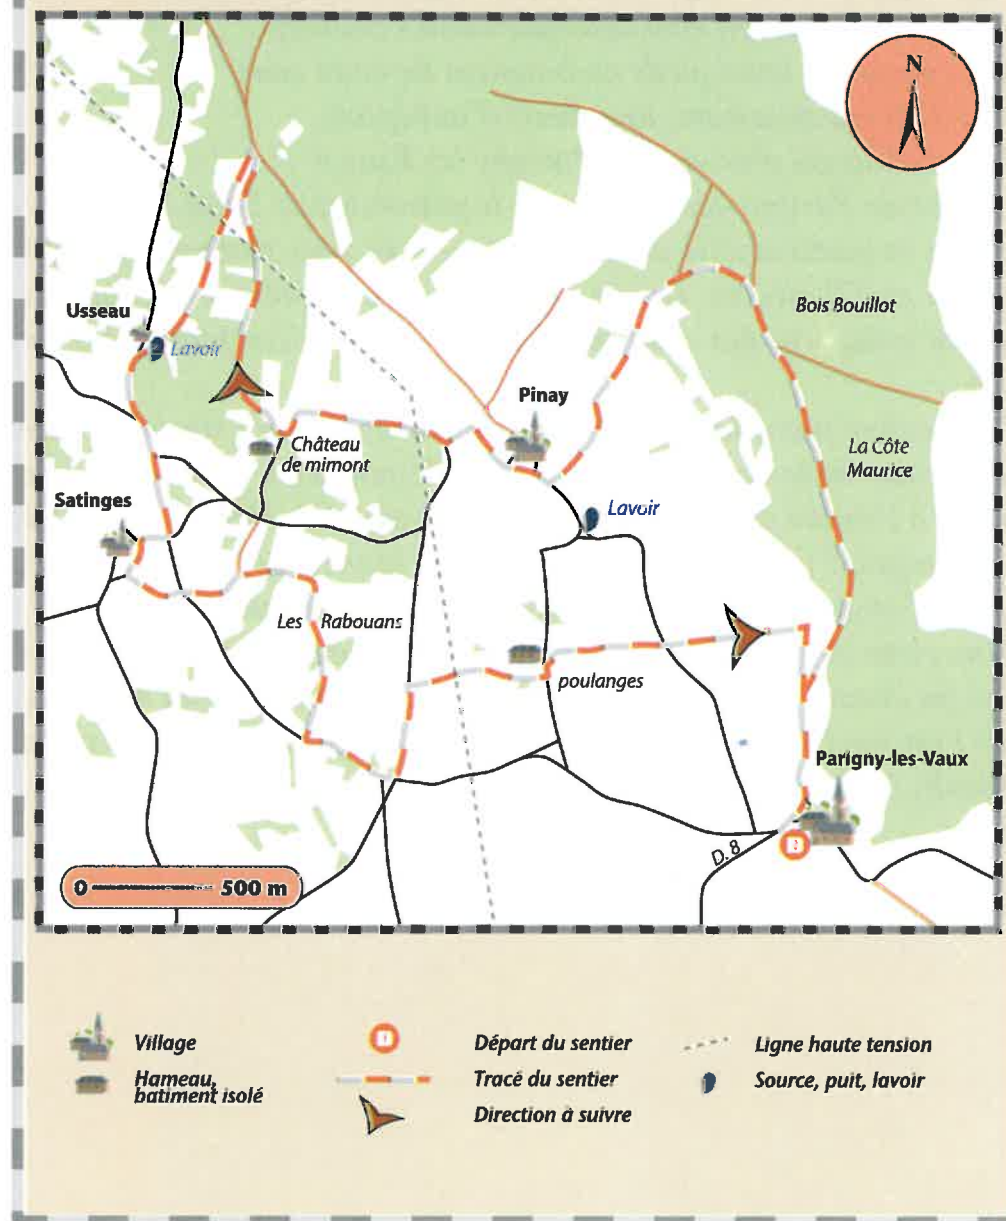 N
Bois Bouillot
Usseau
Lavoir
Pinay
Château
de mimont
La Côte
Maurice
Satinges
Lavoir
Les Rabouans
poulanges
Parigny-les-Vaux
D.8
0 500 m
Village
Départ du sentier
Ligne haute tension
Hameau,
batiment isolé
Tracé du sentier
Source, puit, lavoir
Direction à suivre